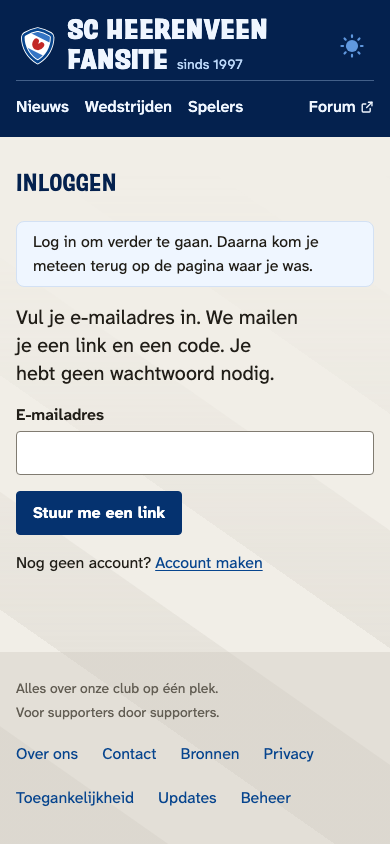 SC HEERENVEEN
FANSITE sinds 1997
Nieuws Wedstrijden Spelers Forum
INLOGGEN
Log in om verder te gaan. Daarna kom je
meteen terug op de pagina waar je was.
Vul je e-mailadres in. We mailen
je een link en een code. Je
hebt geen wachtwoord nodig.
E-mailadres
Stuur me een link
Nog geen account? Account maken
Alles over onze club op één plek.
Voor supporters door supporters.
Over ons Contact Bronnen Privacy
Toegankelijkheid Updates Beheer